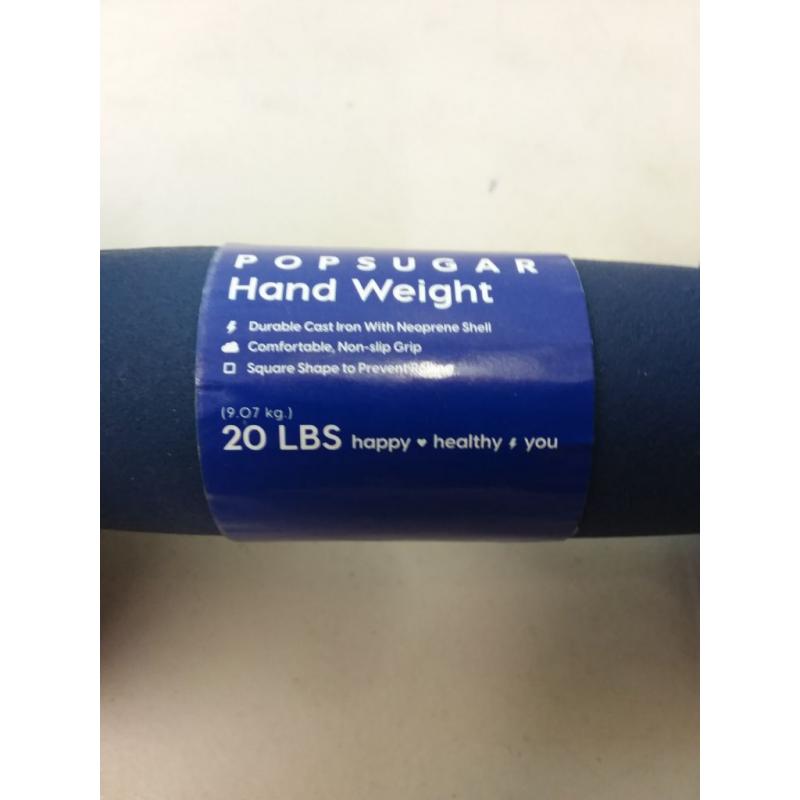 POPSUGAR
Hand Weight
Durable Cast Iron With Neoprene Shell
Comfortable, Non-slip Grip
Square Shape to Prevent Rolling
(9.07 kg.)
20 LBS happy ♥ healthy you